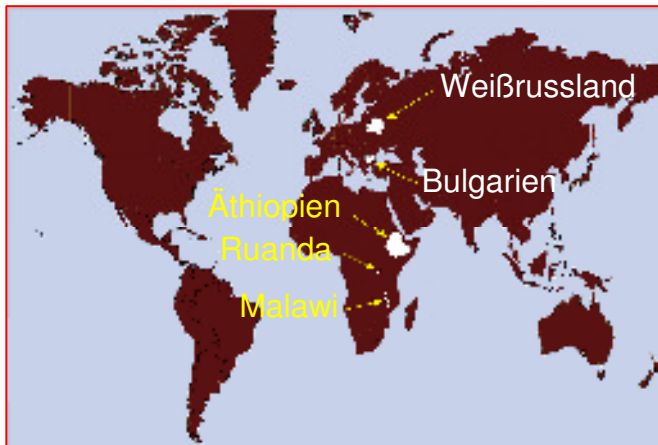 Weißrussland
Bulgarien
Äthiopien
Ruanda
Malawi